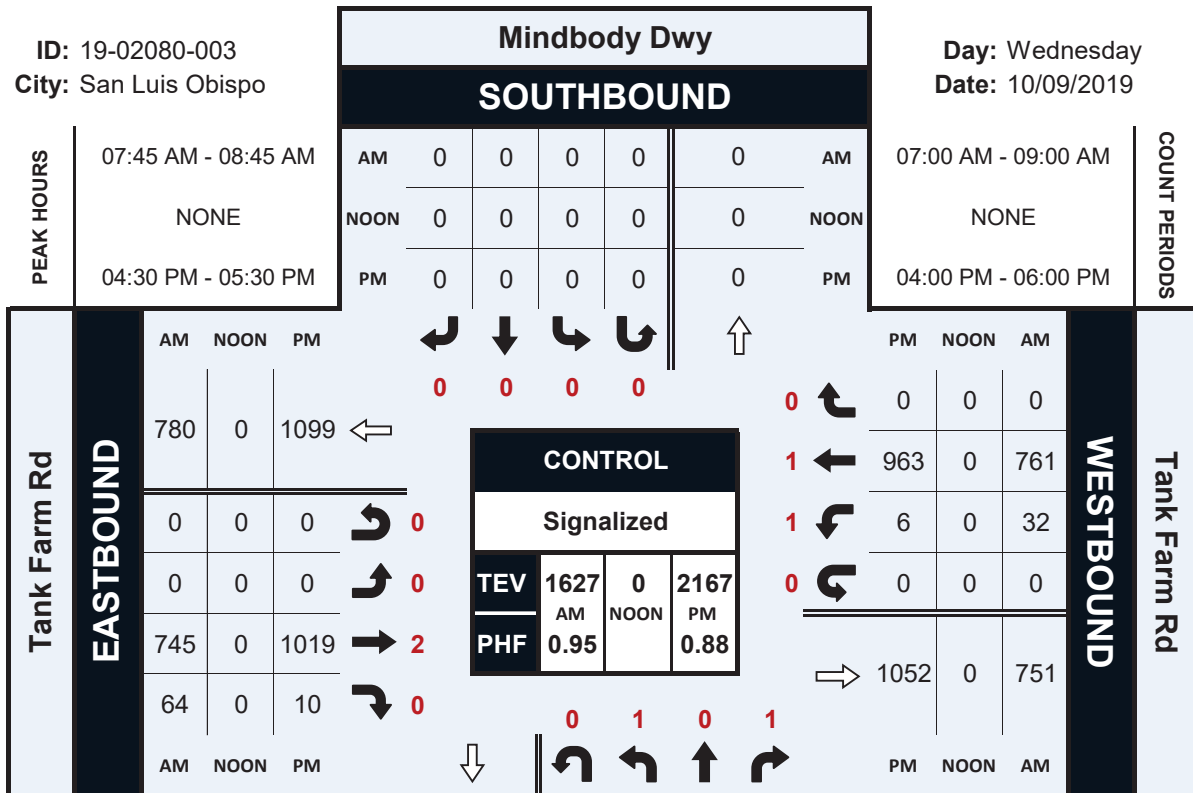 Mindbody Dwy
SOUTHBOUND
ID: 19-02080-003
City: San Luis Obispo
Day: Wednesday
Date: 10/09/2019
PEAK HOURS
07:45 AM - 08:45 AM
NONE
04:30 PM - 05:30 PM
AM 0 0 0 0 0 AM
NOON 0 0 0 0 0 NOON
PM 0 0 0 0 0 PM
07:00 AM - 09:00 AM
NONE
04:00 PM - 06:00 PM
COUNT PERIODS
0 0 0 0
Tank Farm Rd
EASTBOUND
AM NOON PM
780 0 1099
0 0 0 0
0 0 0 0
745 0 1019 2
64 0 10 0
AM NOON PM
CONTROL
Signalized
TEV 1627 0 2167
AM NOON PM
PHF 0.95 0.88
PM NOON AM
0 0 0 0
1 963 0 761
1 6 0 32
0 0 0 0
1052 0 751
PM NOON AM
WESTBOUND
Tank Farm Rd
0 1 0 1